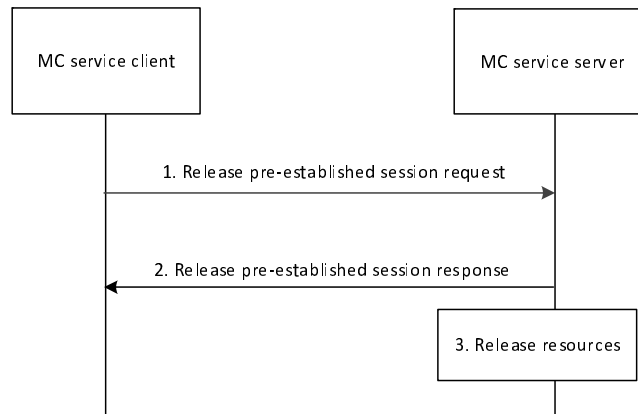 MC service client
MC service server
1. Release pre-established session request
2. Release pre-established session response
3. Release resources